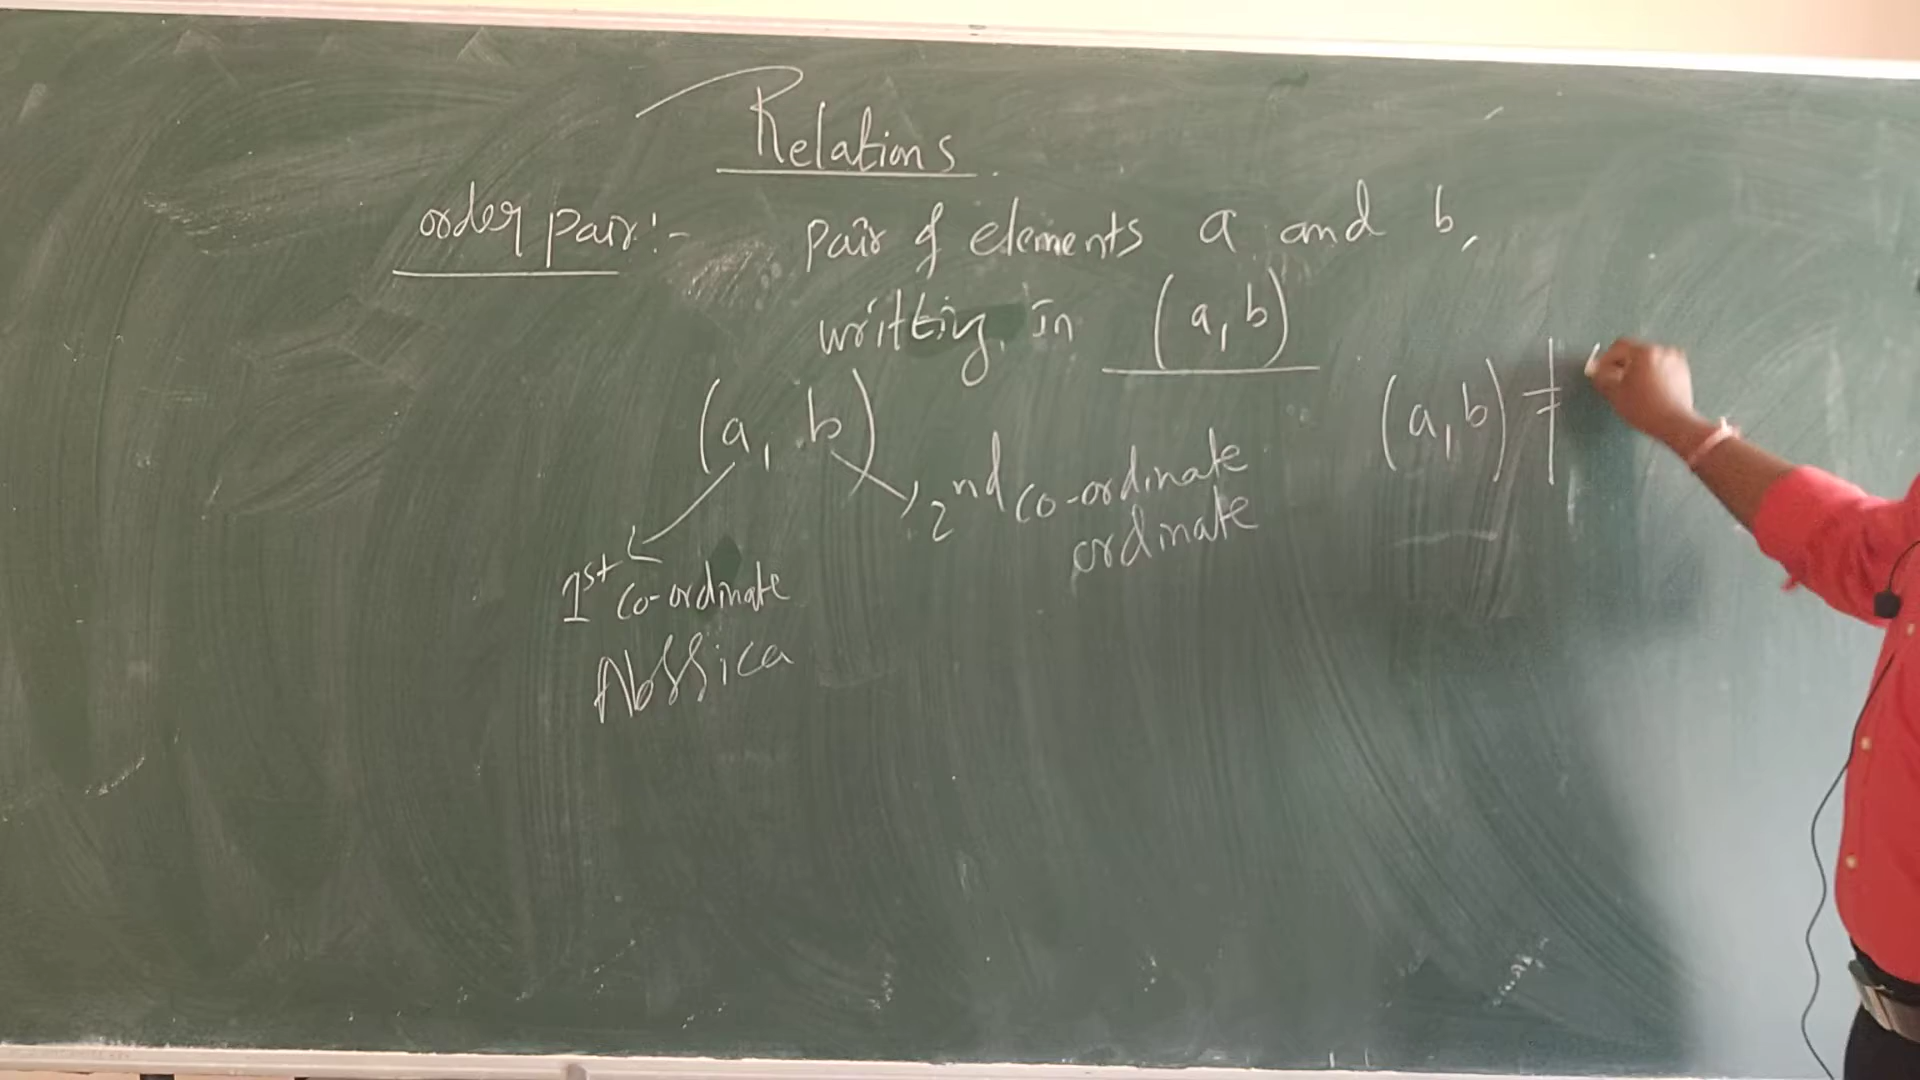 Relations
order pair:- pair of elements a and b,
writting in (a, b)
(a, b)
(a, b) ≠
2nd co-ordinate
ordinate
1st co-ordinate
Abssica